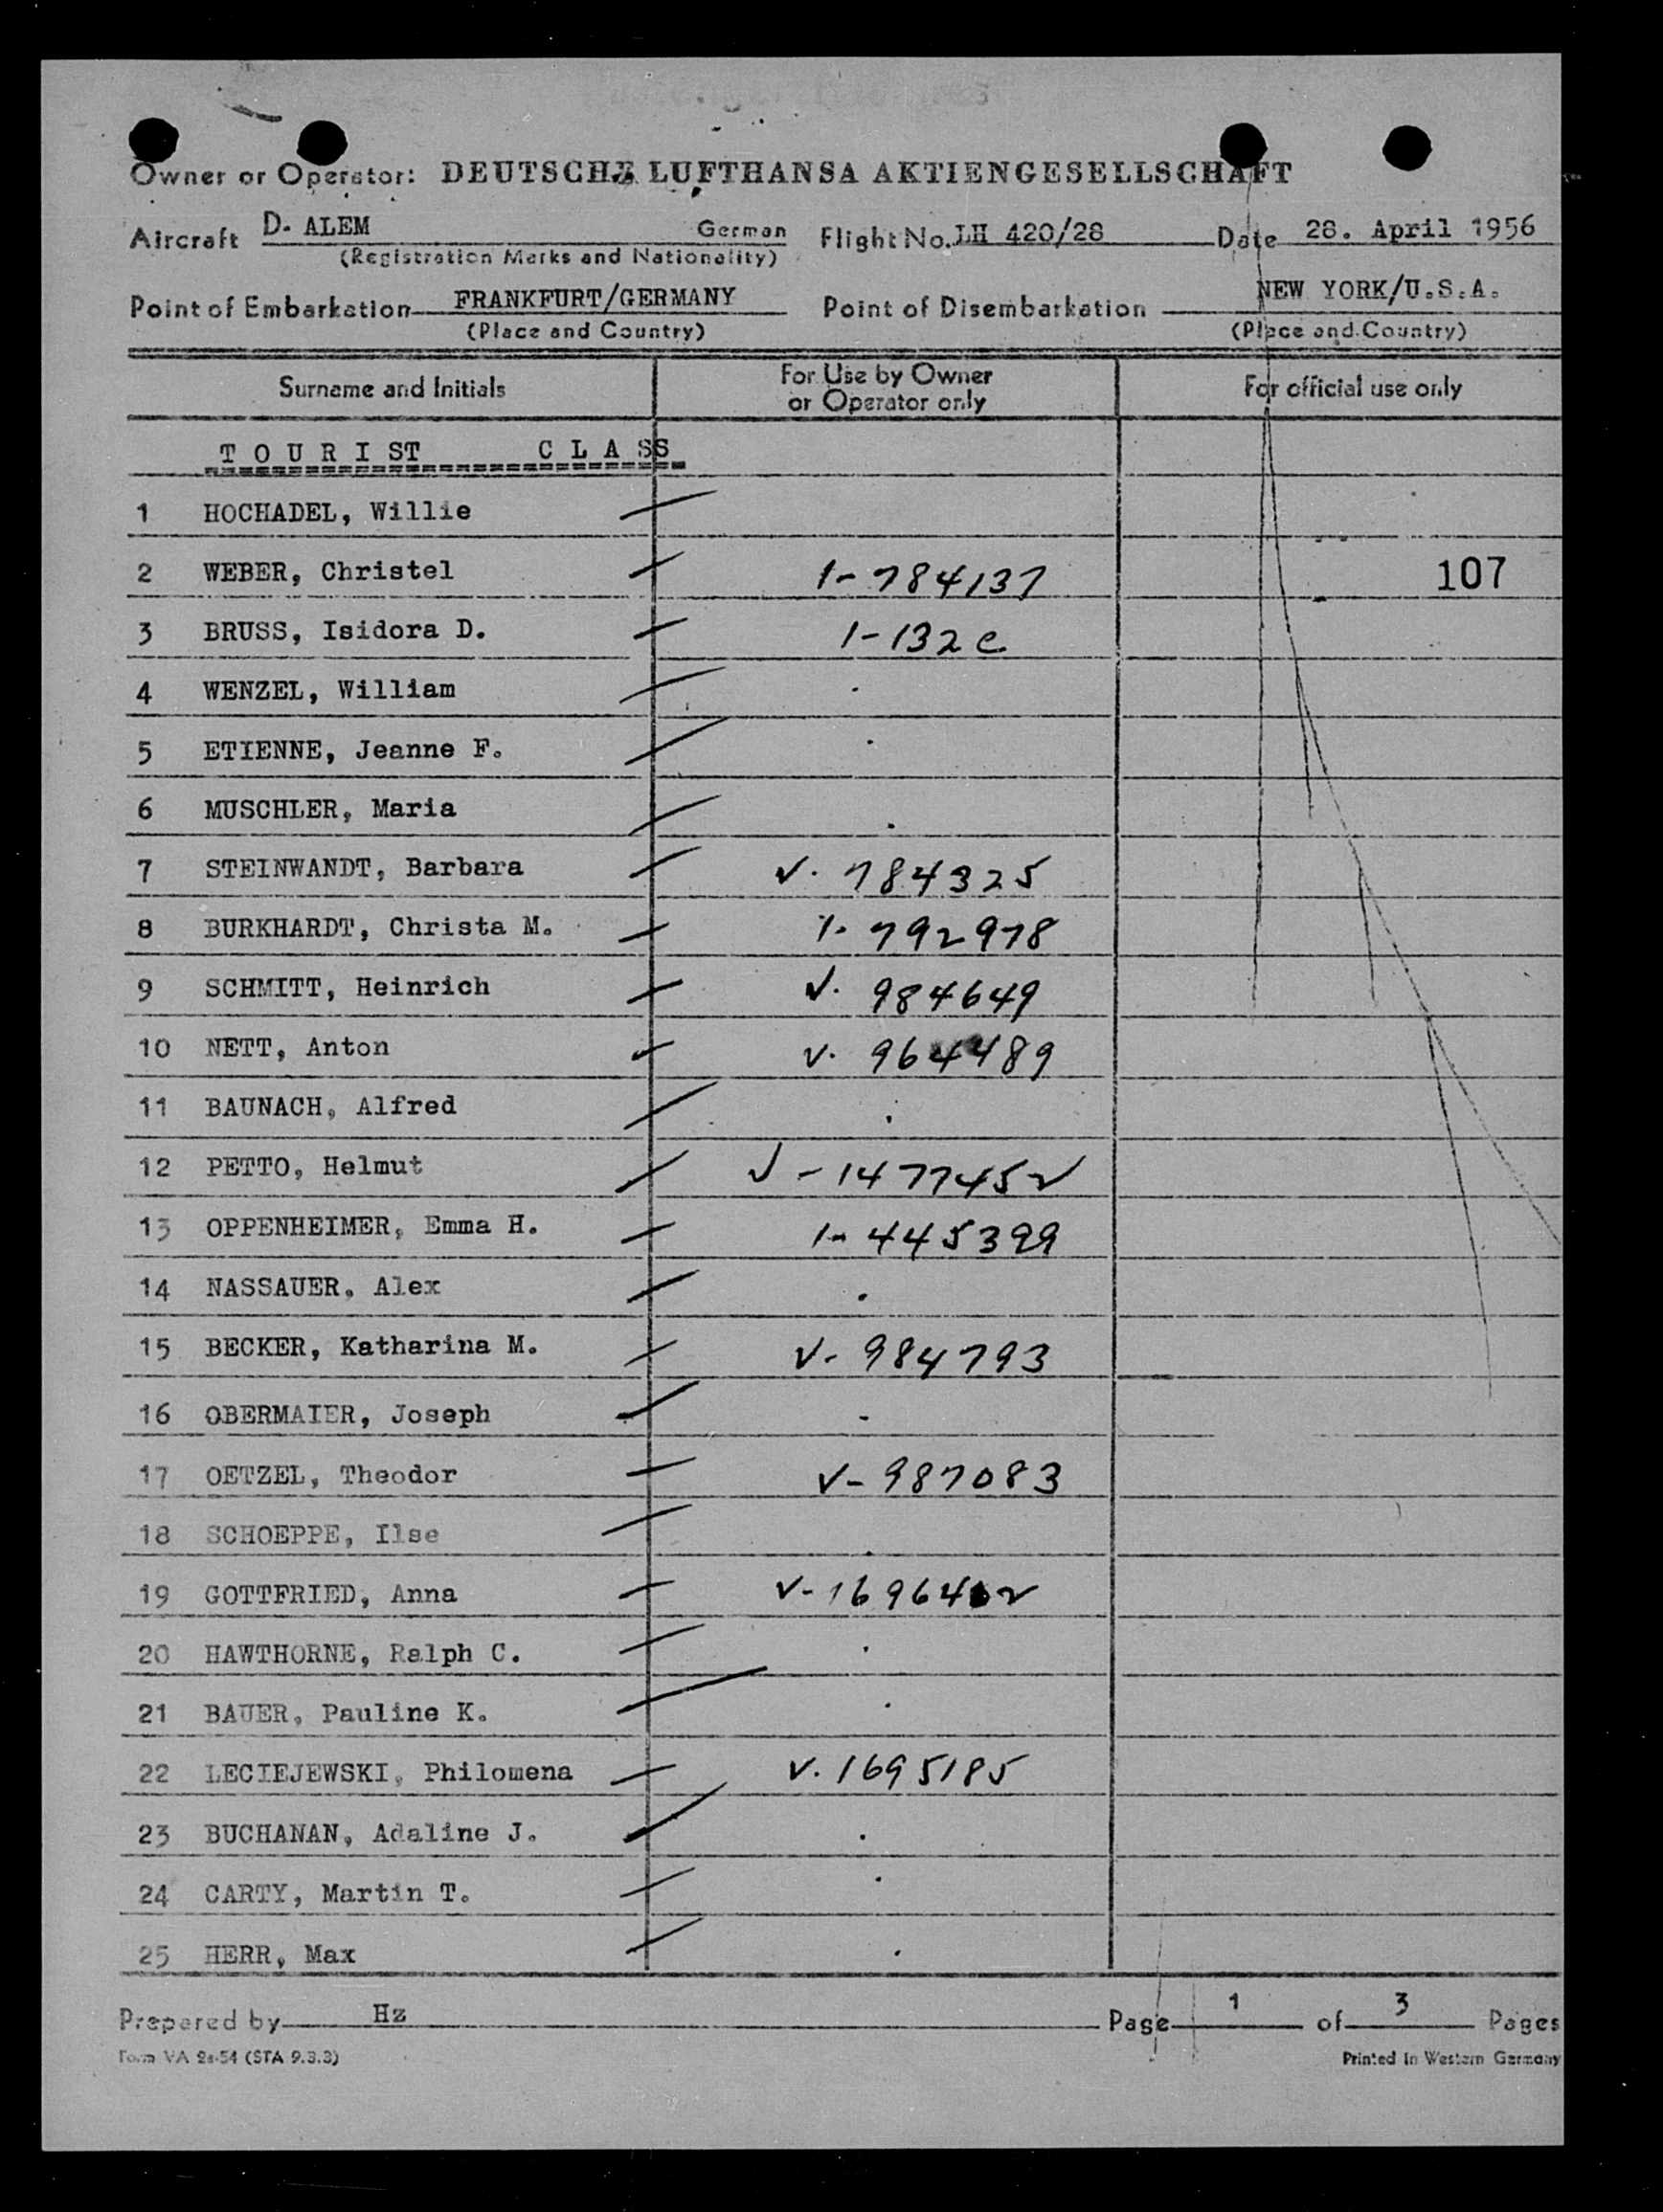 Owner or Operator: DEUTSCHE LUFTHANSA AKTIENGESELLSCHAFT
Aircraft D- ALEM German Flight No. LH 420/28 Date 28. April 1956
(Registration Marks and Nationality)
Point of Embarkation FRANKFURT/GERMANY Point of Disembarkation NEW YORK/U.S.A.
(Place and Country) (Place and Country)
Surname and Initials For Use by Owner or Operator only For official use only
TOURIST CLASS
1 HOCHADEL, Willie
2 WEBER, Christel 1-784137 107
3 BRUSS, Isidora D. 1-132c
4 WENZEL, William
5 ETIENNE, Jeanne F.
6 MUSCHLER, Maria
7 STEINWANDT, Barbara V. 784325
8 BURKHARDT, Christa M. 1- 792978
9 SCHMITT, Heinrich V. 984649
10 NETT, Anton V. 964489
11 BAUNACH, Alfred
12 PETTO, Helmut V-1477452
13 OPPENHEIMER, Emma H. 1-445399
14 NASSAUER, Alex
15 BECKER, Katharina M. V-984793
16 OBERMAIER, Joseph
17 OETZEL, Theodor V-987083
18 SCHOEPPE, Ilse
19 GOTTFRIED, Anna
20 HAWTHORNE, Ralph C.
21 BAUER, Pauline K.
22 LECIEJEWSKI, Philomena V. 1695185
23 BUCHANAN, Adaline J.
24 CARTY, Martin T.
25 HERR, Max
Prepared by Hz Page 1 of 3 Pages
Form VA 2a-54 (STA 9.3.3) Printed in Western Germany